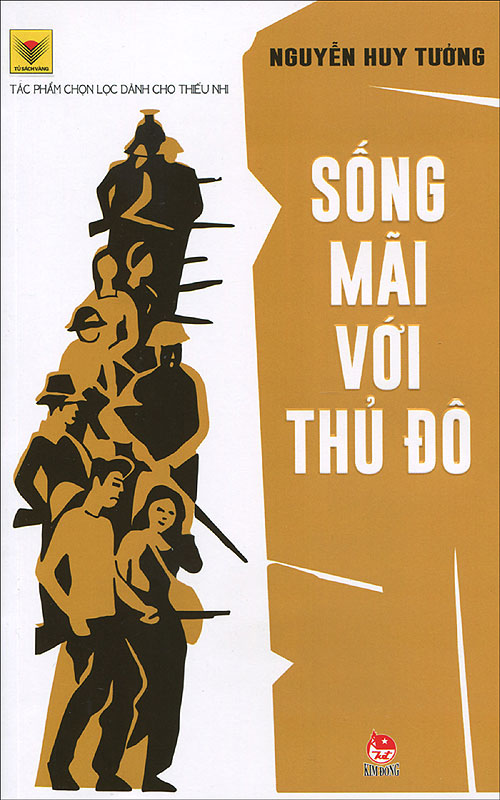 TỦ SÁCH VÀNG
TÁC PHẨM CHỌN LỌC DÀNH CHO THIẾU NHI
NGUYỄN HUY TƯỞNG
SỐNG
MÃI
VỚI
THỦ ĐÔ
KIM ĐỒNG